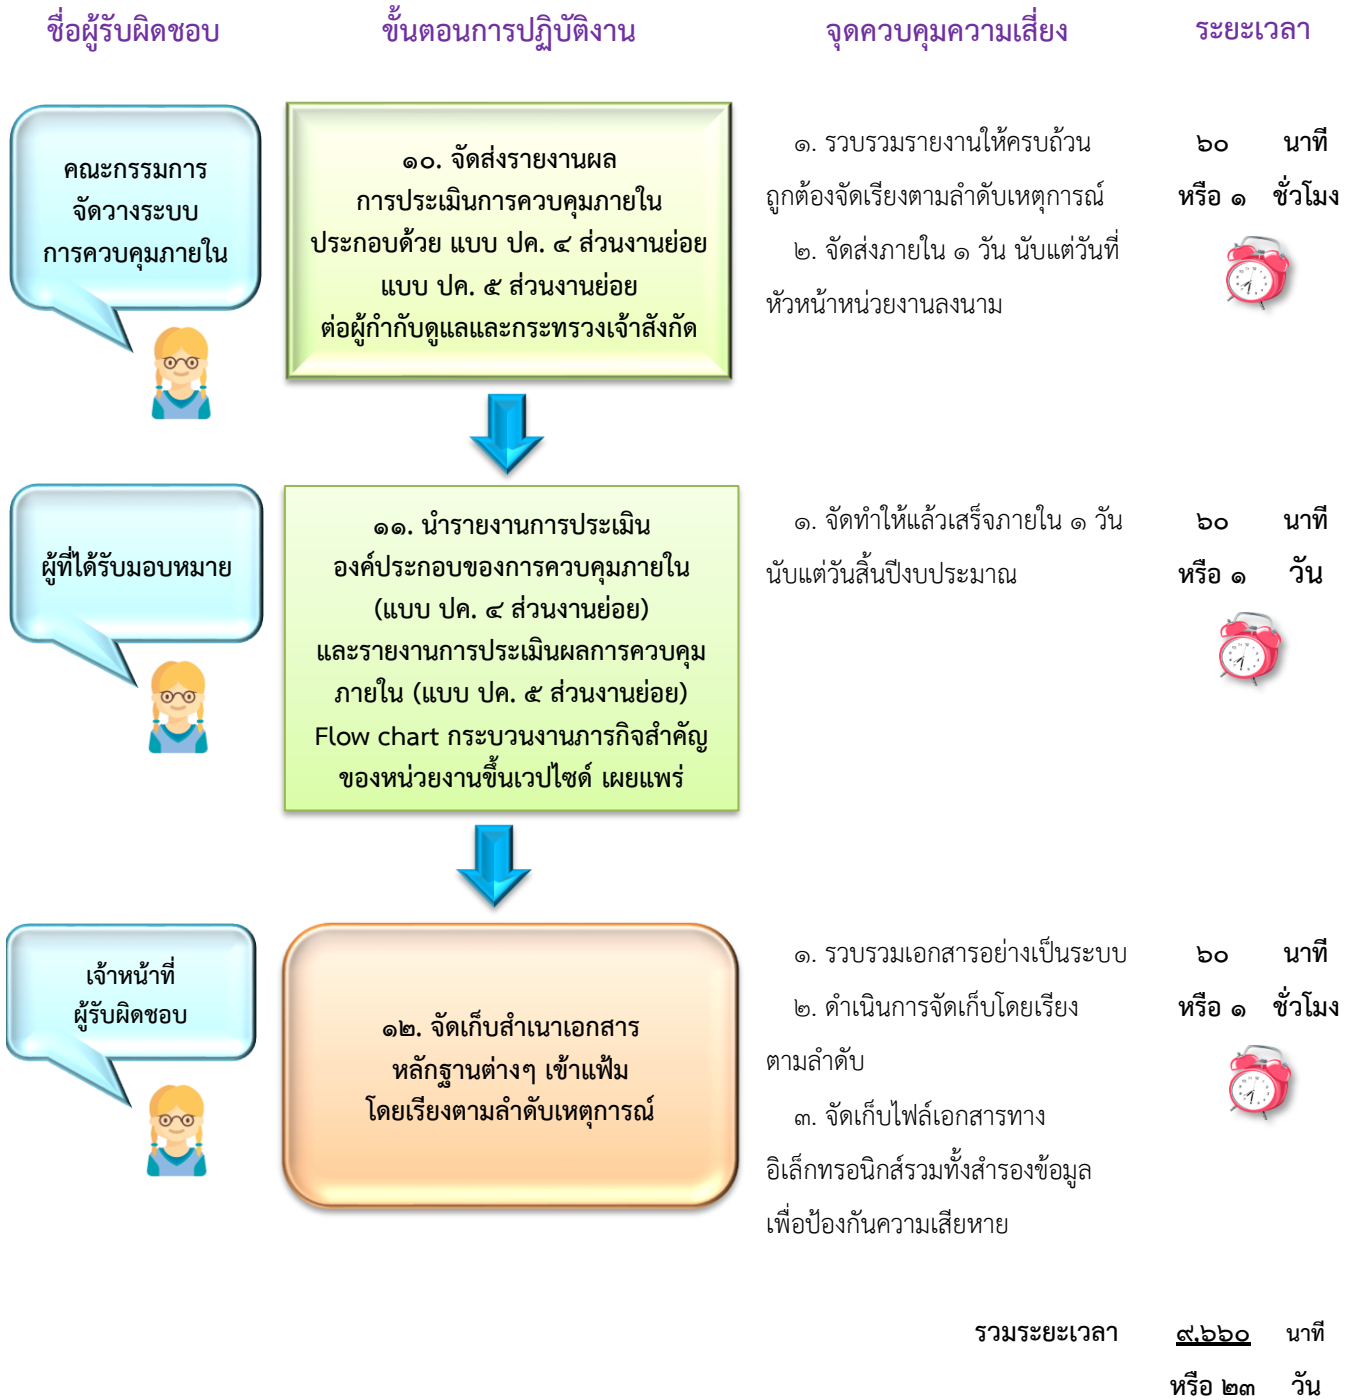 ชื่อผู้รับผิดชอบ ขั้นตอนการปฏิบัติงาน จุดควบคุมความเสี่ยง ระยะเวลา
คณะกรรมการ
จัดวางระบบ
การควบคุมภายใน
๑๐. จัดส่งรายงานผล
การประเมินการควบคุมภายใน
ประกอบด้วย แบบ ปค. ๔ ส่วนงานย่อย
แบบ ปค. ๕ ส่วนงานย่อย
ต่อผู้กำกับดูแลและกระทรวงเจ้าสังกัด
๑. รวบรวมรายงานให้ครบถ้วน
ถูกต้องจัดเรียงตามลำดับเหตุการณ์
๒. จัดส่งภายใน ๑ วัน นับแต่วันที่
หัวหน้าหน่วยงานลงนาม
๖๐ นาที
หรือ ๑ ชั่วโมง
ผู้ที่ได้รับมอบหมาย
๑๑. นำรายงานการประเมิน
องค์ประกอบของการควบคุมภายใน
(แบบ ปค. ๔ ส่วนงานย่อย)
และรายงานการประเมินผลการควบคุม
ภายใน (แบบ ปค. ๕ ส่วนงานย่อย)
Flow chart กระบวนงานภารกิจสำคัญ
ของหน่วยงานขึ้นเวปไซด์ เผยแพร่
๑. จัดทำให้แล้วเสร็จภายใน ๑ วัน
นับแต่วันสิ้นปีงบประมาณ
๖๐ นาที
หรือ ๑ วัน
เจ้าหน้าที่
ผู้รับผิดชอบ
๑๒. จัดเก็บสำเนาเอกสาร
หลักฐานต่างๆ เข้าแฟ้ม
โดยเรียงตามลำดับเหตุการณ์
๑. รวบรวมเอกสารอย่างเป็นระบบ
๒. ดำเนินการจัดเก็บโดยเรียง
ตามลำดับ
๓. จัดเก็บไฟล์เอกสารทาง
อิเล็กทรอนิกส์รวมทั้งสำรองข้อมูล
เพื่อป้องกันความเสียหาย
๖๐ นาที
หรือ ๑ ชั่วโมง
รวมระยะเวลา ๙,๖๖๐ นาที
หรือ ๒๓ วัน